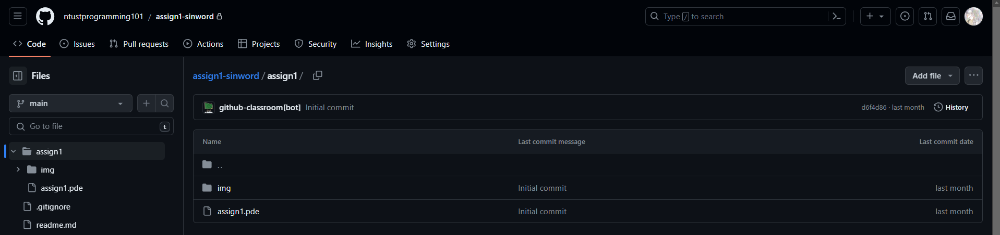 ntustprogramming101 / assign1-sinword
Type / to search
Code Issues Pull requests Actions Projects Security Insights Settings
Files
main
Go to file t
assign1
img
assign1.pde
.gitignore
readme.md
assign1-sinword / assign1 /
Add file
github-classroom[bot] Initial commit d6f4d86 · last month History
Name Last commit message Last commit date
..
img Initial commit last month
assign1.pde Initial commit last month